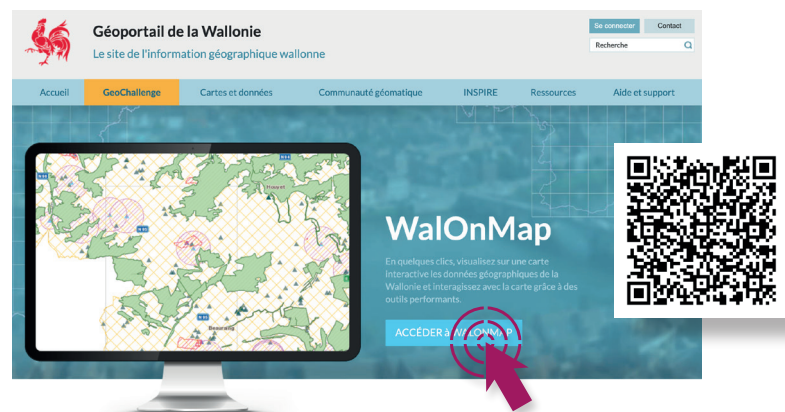 Géoportail de la Wallonie
Le site de l'information géographique wallonne
Se connecter
Contact
Recherche
Accueil
GeoChallenge
Cartes et données
Communauté géomatique
INSPIRE
Ressources
Aide et support
WalOnMap
En quelques clics, visualisez sur une carte
interactive les données géographiques de la
Wallonie et interagissez avec la carte grâce à des
outils performants.
ACCÉDER à WALONMAP
Beauraing